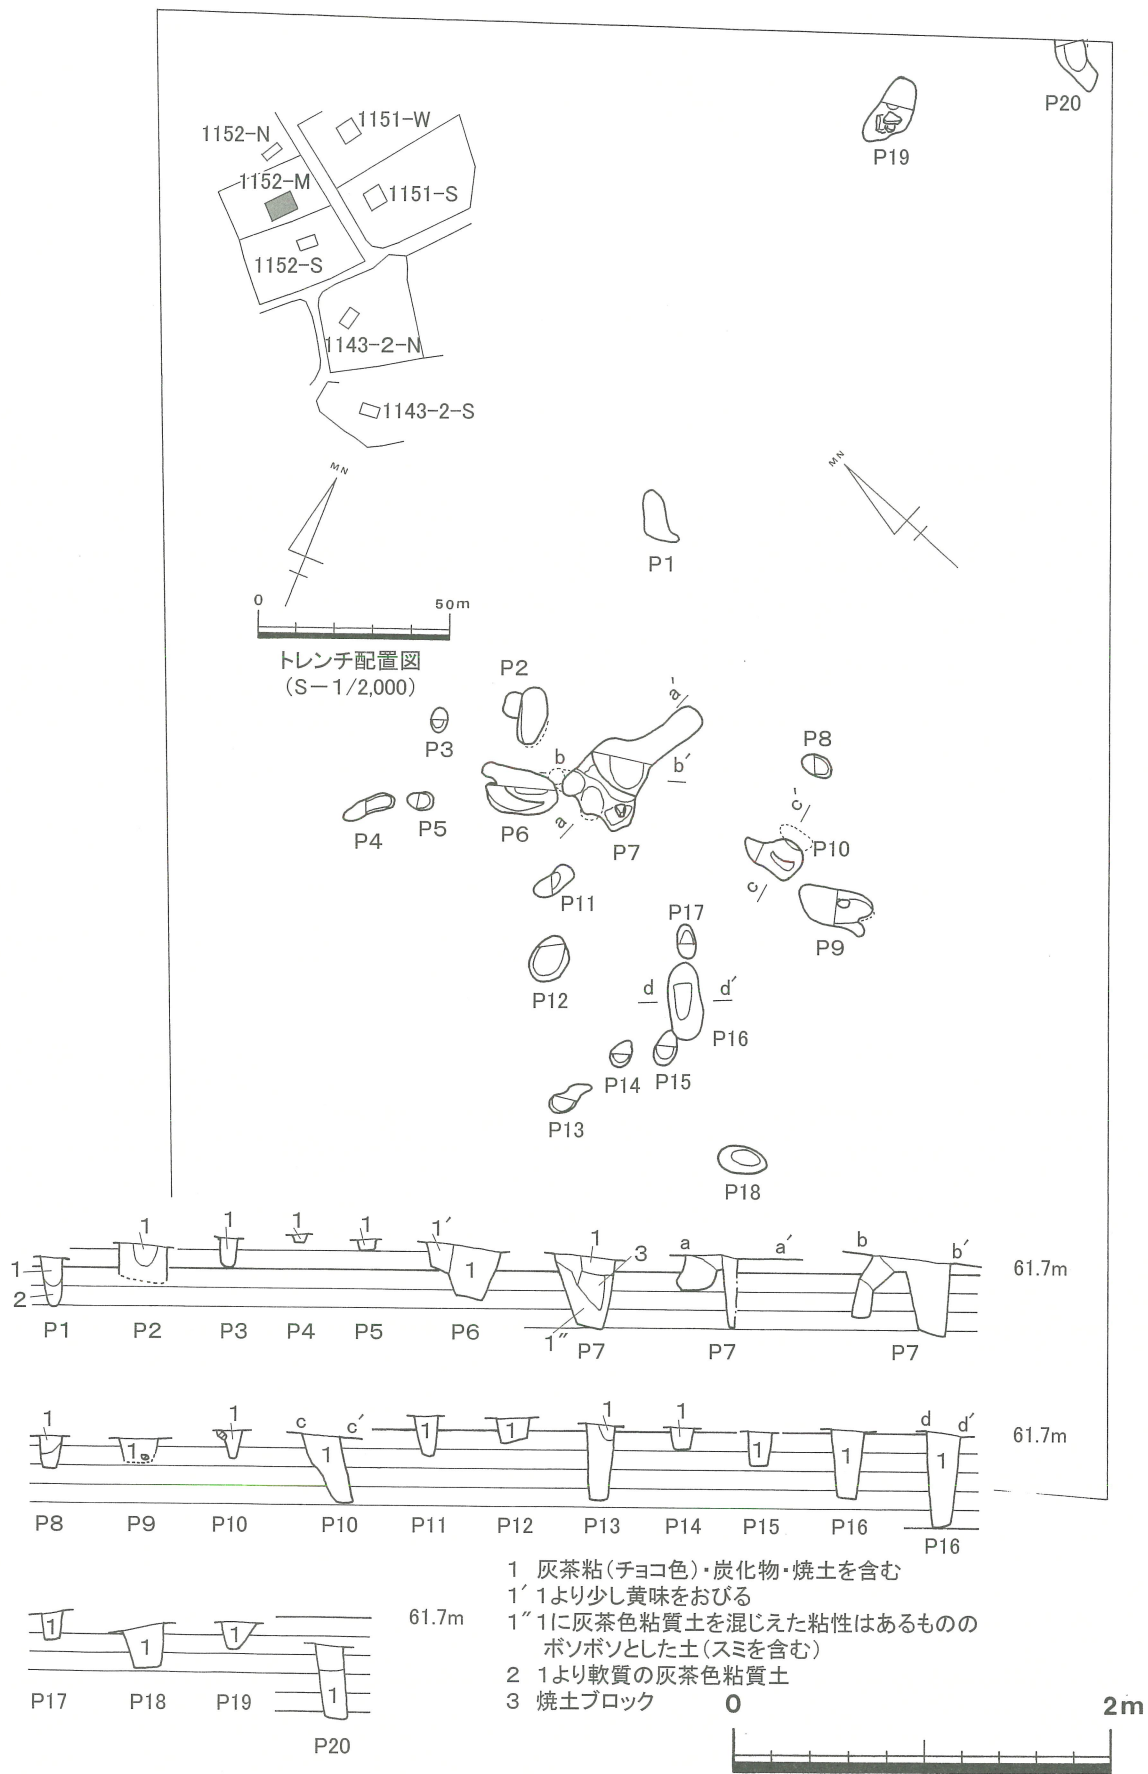 P20
P19
1151-W
1152-N
1152-M
1151-S
1152-S
1143-2-N
1143-2-S
MN
MN
P1
0 50m
トレンチ配置図
(S-1/2,000)
P2
a′
P3
b
b′
P8
c′
P4
P5
P6
a
P7
P10
c
P11
P17
P9
P12
d d′
P16
P14 P15
P13
P18
1 1 1 1 1′ 1 3 a a′ b b′
1 1 61.7m
2
1″
P1 P2 P3 P4 P5 P6 P7 P7 P7
1 1 c c′ 1 1 d d′
1 1 1 1 1 1 1 61.7m
P8 P9 P10 P10 P11 P12 P13 P14 P15 P16 P16
1 灰茶粘(チョコ色)・炭化物・焼土を含む
1′ 1より少し黄味をおびる
1″ 1に灰茶色粘質土を混じえた粘性はあるものの
ボソボソとした土(スミを含む)
2 1より軟質の灰茶色粘質土
3 焼土ブロック
61.7m
1 1 1 1
P17 P18 P19
P20
0 2m